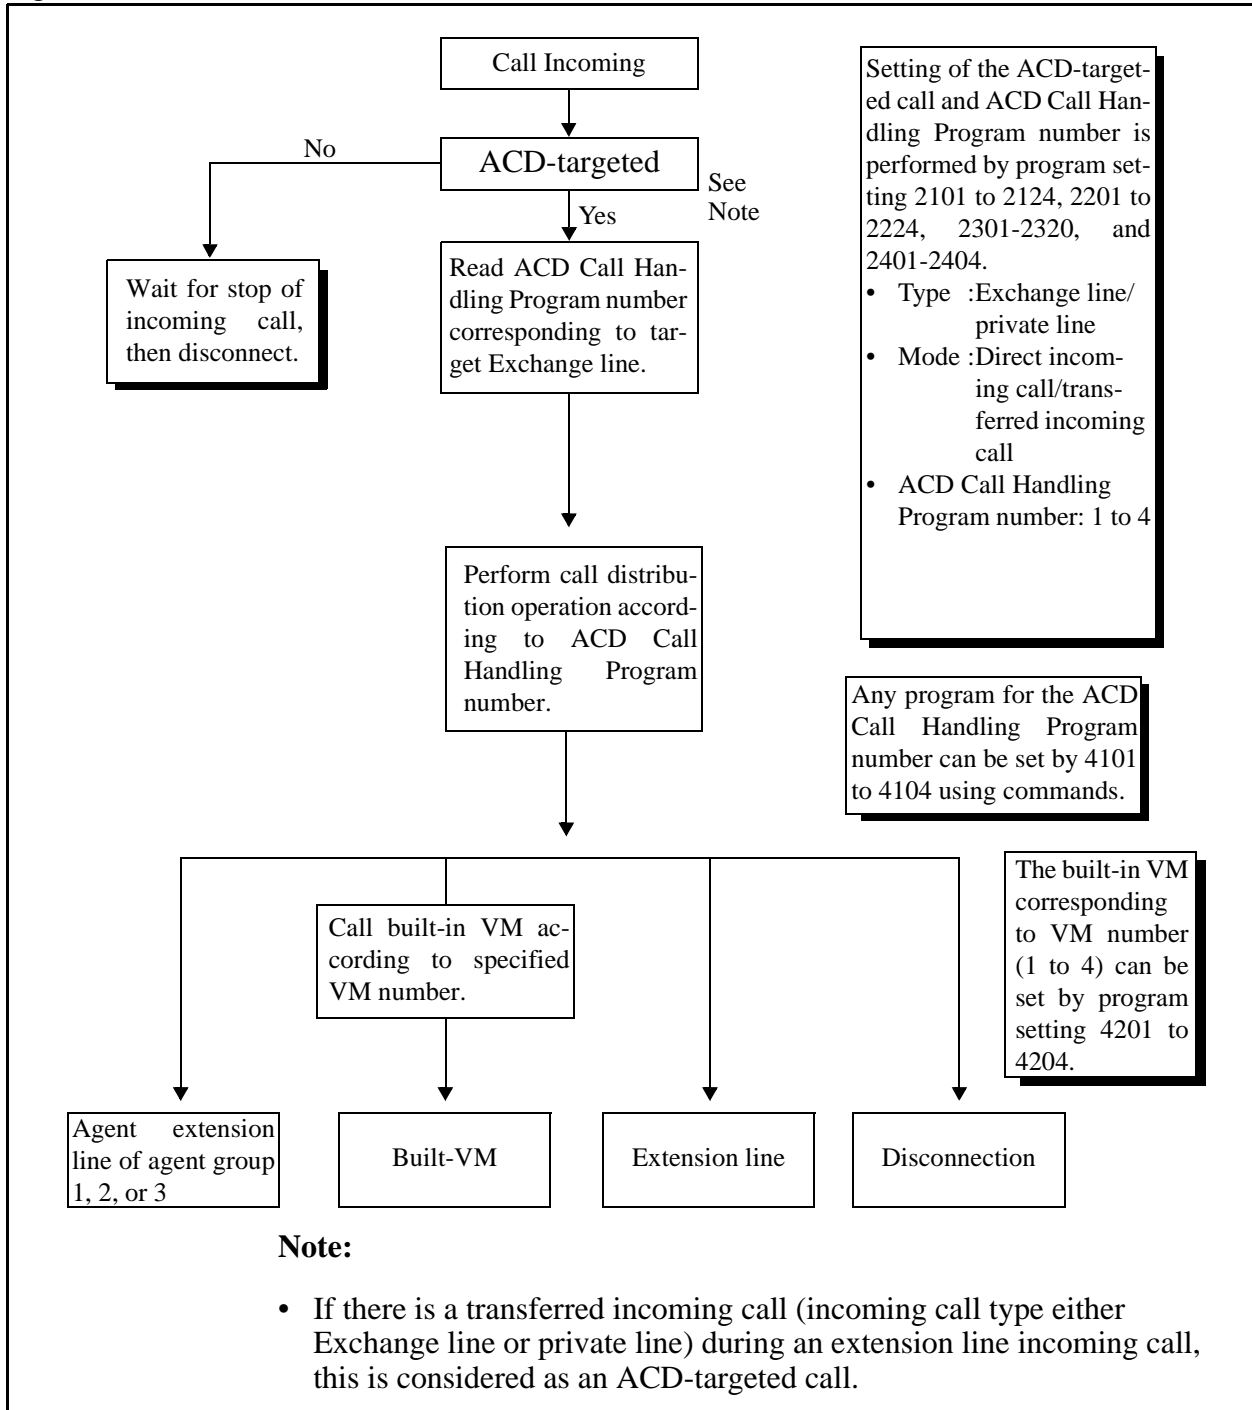 Call Incoming
No
ACD-targeted
See
Note
Yes
Wait for stop of
incoming call,
then disconnect.
Read ACD Call Han-
dling Program number
corresponding to tar-
get Exchange line.
Perform call distribu-
tion operation accord-
ing to ACD Call
Handling Program
number.
Setting of the ACD-target-
ed call and ACD Call Han-
dling Program number is
performed by program set-
ting 2101 to 2124, 2201 to
2224, 2301-2320, and
2401-2404.
• Type :Exchange line/
private line
• Mode :Direct incom-
ing call/trans-
ferred incoming
call
• ACD Call Handling
Program number: 1 to 4
Any program for the ACD
Call Handling Program
number can be set by 4101
to 4104 using commands.
Call built-in VM ac-
cording to specified
VM number.
The built-in VM
corresponding
to VM number
(1 to 4) can be
set by program
setting 4201 to
4204.
Agent extension
line of agent group
1, 2, or 3
Built-VM
Extension line
Disconnection
Note:
• If there is a transferred incoming call (incoming call type either
Exchange line or private line) during an extension line incoming call,
this is considered as an ACD-targeted call.